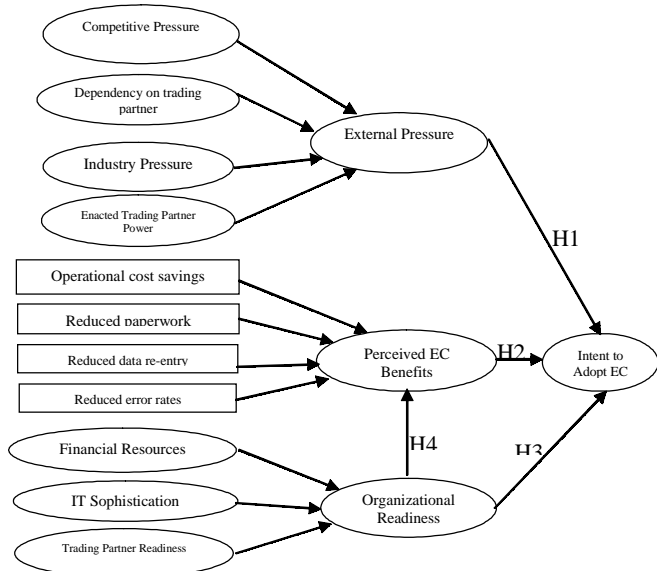 Competitive Pressure
Dependency on trading
partner
External Pressure
Industry Pressure
Enacted Trading Partner
Power
H1
Operational cost savings
Reduced paperwork
Reduced data re-entry
Reduced error rates
Perceived EC
Benefits
H2
Intent to
Adopt EC
H4
H3
Financial Resources
IT Sophistication
Organizational
Readiness
Trading Partner Readiness